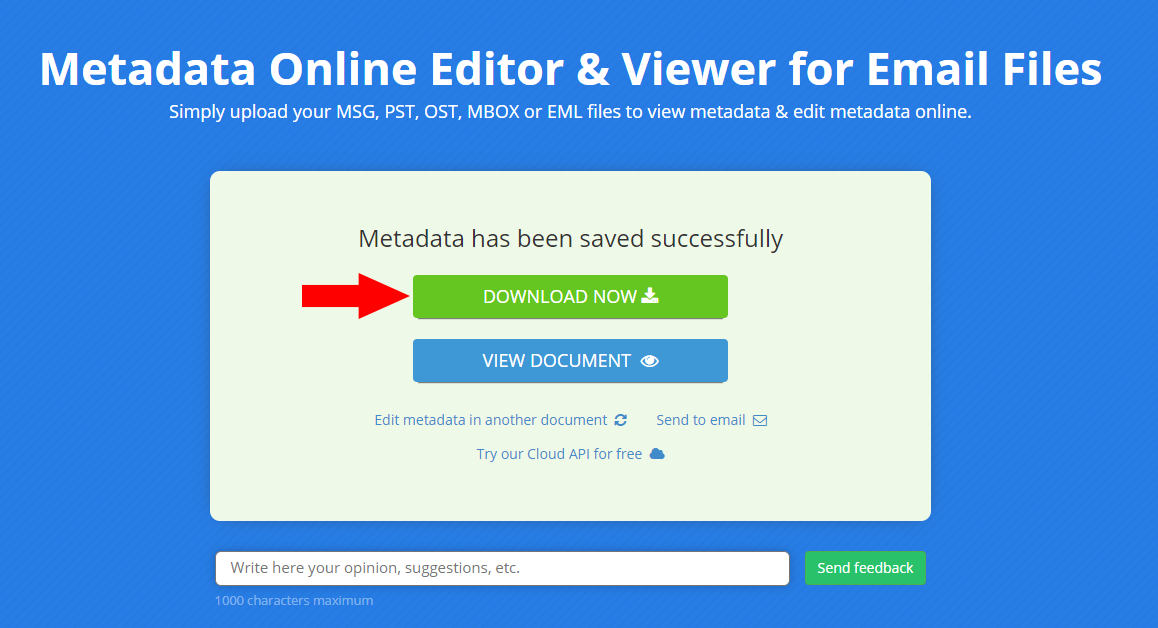 Metadata Online Editor & Viewer for Email Files
Simply upload your MSG, PST, OST, MBOX or EML files to view metadata & edit metadata online.
Metadata has been saved successfully
DOWNLOAD NOW
VIEW DOCUMENT
Edit metadata in another document Send to email
Try our Cloud API for free
Write here your opinion, suggestions, etc. Send feedback
1000 characters maximum